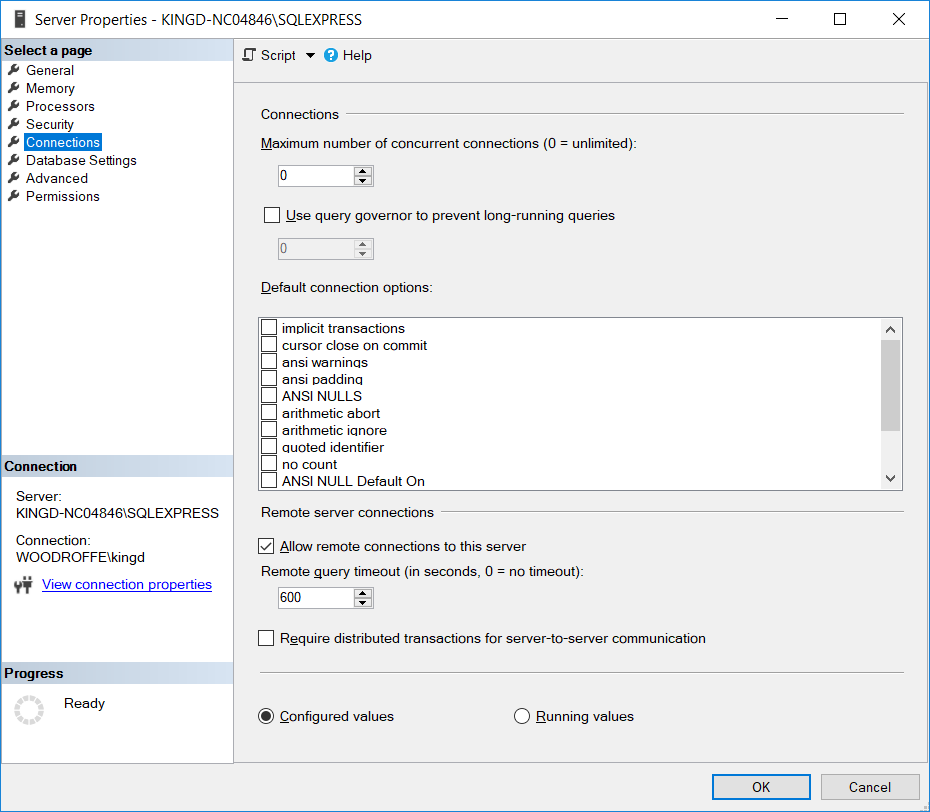 Server Properties - KINGD-NC04846\SQLEXPRESS
Select a page
General
Memory
Processors
Security
Connections
Database Settings
Advanced
Permissions
Connection
Server:
KINGD-NC04846\SQLEXPRESS
Connection:
WOODROFFE\kingd
View connection properties
Progress
Ready
Script
Help
Connections
Maximum number of concurrent connections (0 = unlimited):
0
Use query governor to prevent long-running queries
0
Default connection options:
implicit transactions
cursor close on commit
ansi warnings
ansi padding
ANSI NULLS
arithmetic abort
arithmetic ignore
quoted identifier
no count
ANSI NULL Default On
Remote server connections
Allow remote connections to this server
Remote query timeout (in seconds, 0 = no timeout):
600
Require distributed transactions for server-to-server communication
Configured values
Running values
OK
Cancel